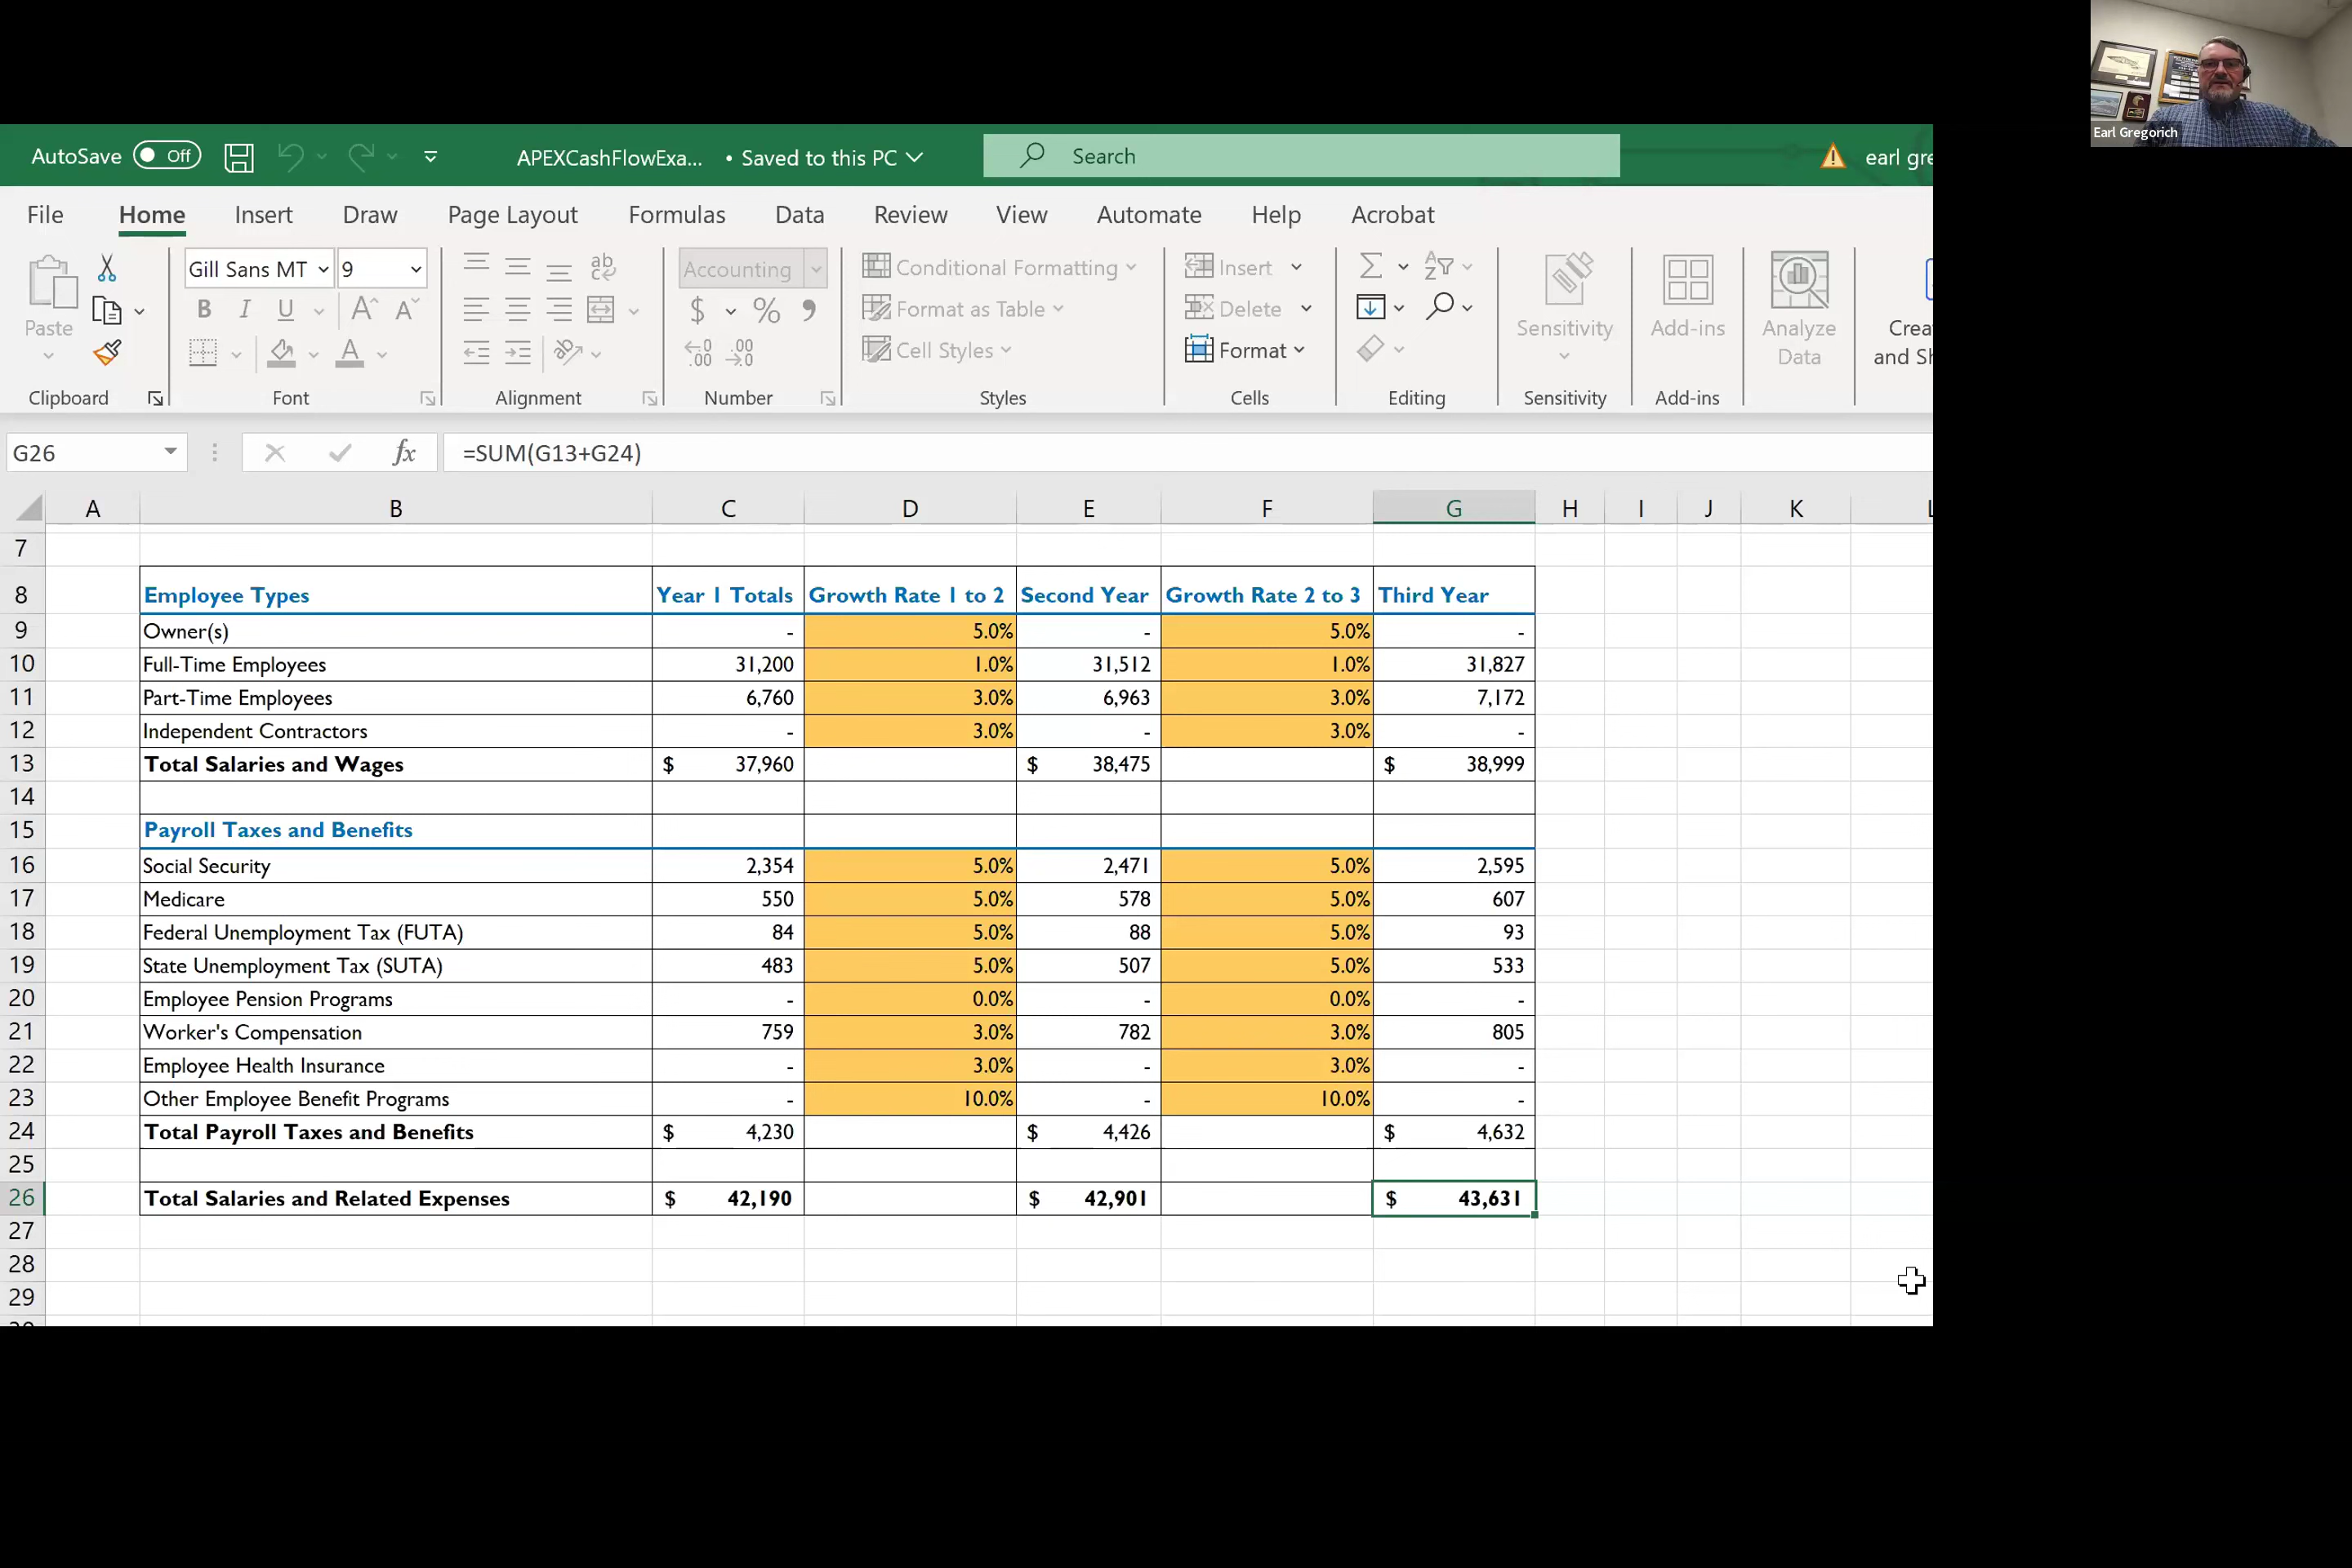 Earl Gregorich
AutoSave Off APEXCashFlowExa... • Saved to this PC Search earl gre
File Home Insert Draw Page Layout Formulas Data Review View Automate Help Acrobat
Paste Gill Sans MT 9 B I U A A A ab c Accounting $ % 9 .00 .00 Conditional Formatting Format as Table Cell Styles Insert Delete Format Sensitivity Add-ins Analyze Data Crea and Sh
Clipboard Font Alignment Number Styles Cells Editing Sensitivity Add-ins
G26 fx =SUM(G13+G24)
A B C D E F G H I J K L
7
8 Employee Types Year 1 Totals Growth Rate 1 to 2 Second Year Growth Rate 2 to 3 Third Year
9 Owner(s) - 5.0% - 5.0% -
10 Full-Time Employees 31,200 1.0% 31,512 1.0% 31,827
11 Part-Time Employees 6,760 3.0% 6,963 3.0% 7,172
12 Independent Contractors - 3.0% - 3.0% -
13 Total Salaries and Wages $ 37,960 $ 38,475 $ 38,999
14
15 Payroll Taxes and Benefits
16 Social Security 2,354 5.0% 2,471 5.0% 2,595
17 Medicare 550 5.0% 578 5.0% 607
18 Federal Unemployment Tax (FUTA) 84 5.0% 88 5.0% 93
19 State Unemployment Tax (SUTA) 483 5.0% 507 5.0% 533
20 Employee Pension Programs - 0.0% - 0.0% -
21 Worker's Compensation 759 3.0% 782 3.0% 805
22 Employee Health Insurance - 3.0% - 3.0% -
23 Other Employee Benefit Programs - 10.0% - 10.0% -
24 Total Payroll Taxes and Benefits $ 4,230 $ 4,426 $ 4,632
25
26 Total Salaries and Related Expenses $ 42,190 $ 42,901 $ 43,631
27
28
29